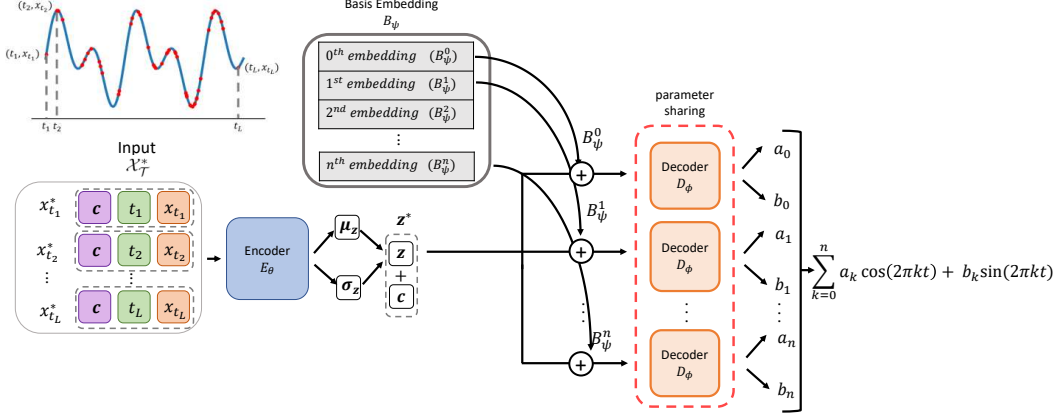 (t₂, x_{t₂})
(t₁, x_{t₁})
(t_L, x_{t_L})
t₁ t₂ t_L
Input
𝒳*_𝒯
x*_{t₁} c t₁ x_{t₁}
x*_{t₂} c t₂ x_{t₂}
⋮ ⋯
x*_{t_L} c t_L x_{t_L}
Encoder
E_θ
μ_z
σ_z
z*
z
+
c
Basis Embedding
B_ψ
0^{th} embedding (B_ψ^0)
1^{st} embedding (B_ψ^1)
2^{nd} embedding (B_ψ^2)
⋮
n^{th} embedding (B_ψ^n)
B_ψ^0
+
B_ψ^1
+
⋮
B_ψ^n
+
parameter
sharing
Decoder
D_ϕ
Decoder
D_ϕ
⋮
Decoder
D_ϕ
a₀
b₀
a₁
b₁
⋮
a_n
b_n
∑_{k=0}^{n} a_k cos(2πkt) + b_k sin(2πkt)